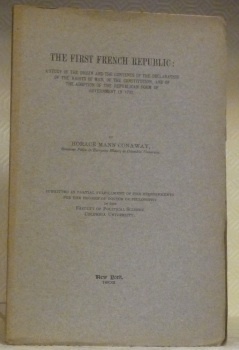 THE FIRST FRENCH REPUBLIC:
A STUDY OF THE ORIGIN AND THE CONTENTS OF THE DECLARATION
OF THE RIGHTS OF MAN, OF THE CONSTITUTION, AND OF
THE ADOPTION OF THE REPUBLICAN FORM OF
GOVERNMENT IN 1792.
BY
HORACE MANN CONAWAY,
SUBMITTED IN PARTIAL FULFILLMENT OF THE REQUIREMENTS
FOR THE DEGREE OF DOCTOR OF PHILOSOPHY
IN THE
FACULTY OF POLITICAL SCIENCE
COLUMBIA UNIVERSITY.
New York,